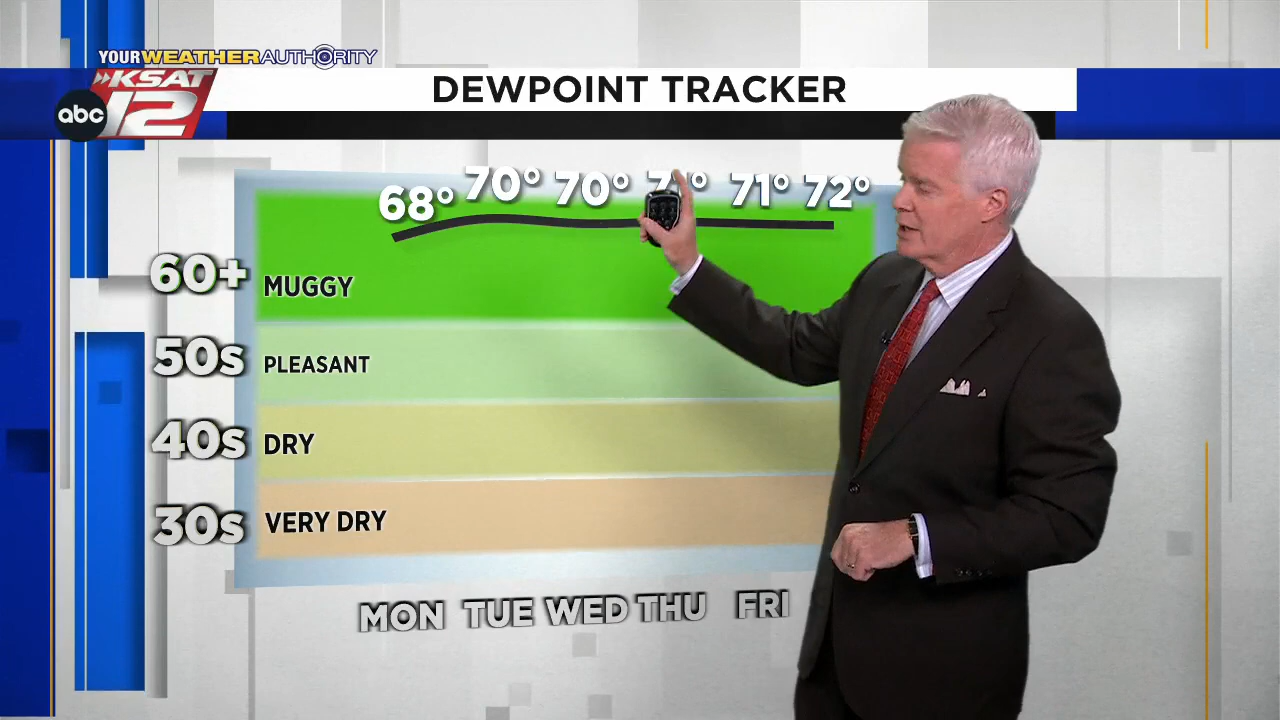 YOUR WEATHER AUTHORITY
KSAT
abc 12
DEWPOINT TRACKER
68° 70° 70° 71° 71° 72°
60+ MUGGY
50s PLEASANT
40s DRY
30s VERY DRY
MON TUE WED THU FRI